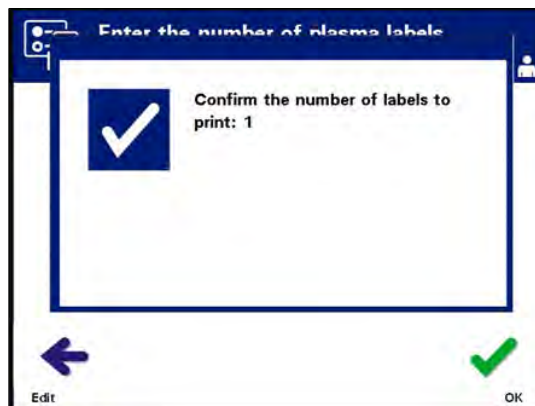 Enter the number of plasma labels
Confirm the number of labels to
print: 1
Edit
OK